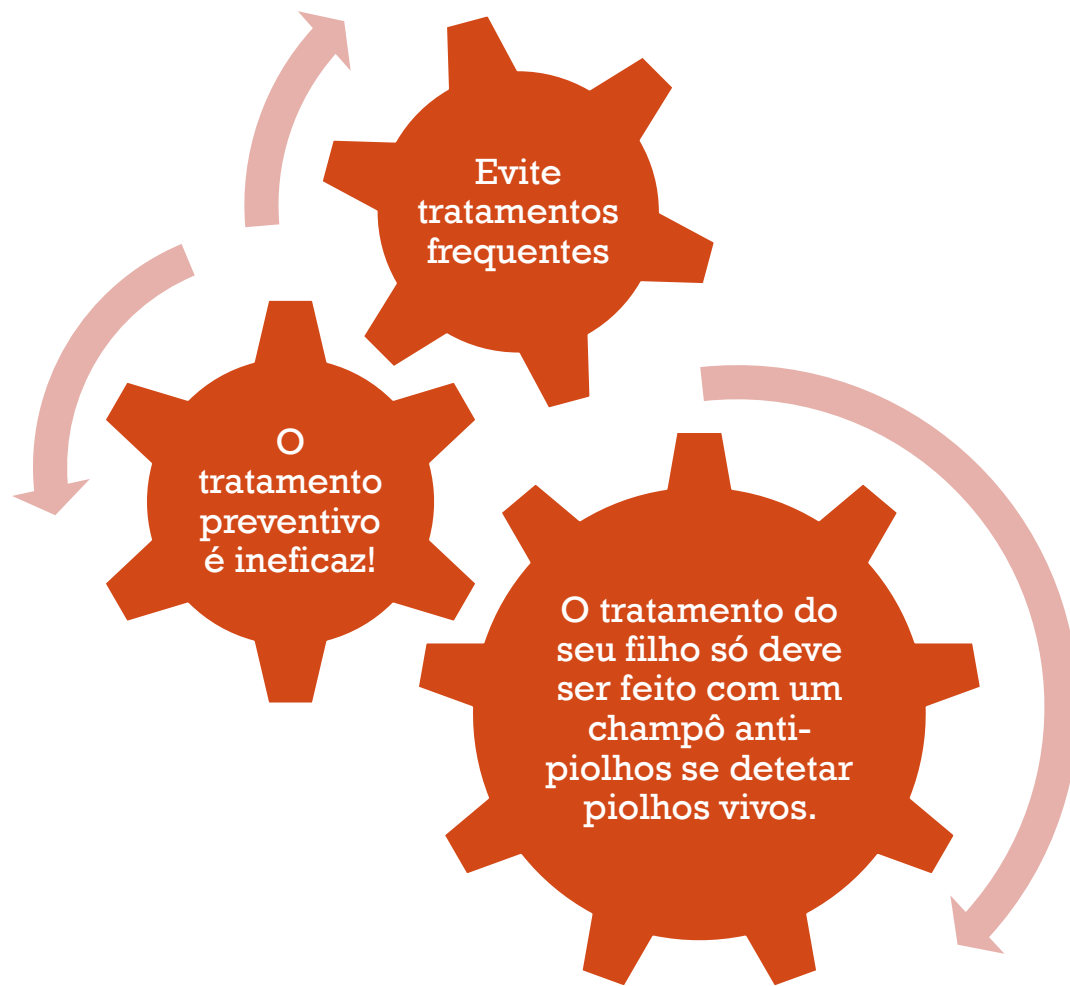 Evite
tratamentos
frequentes
O
tratamento
preventivo
é ineficaz!
O tratamento do
seu filho só deve
ser feito com um
champô anti-
piolhos se detetar
piolhos vivos.